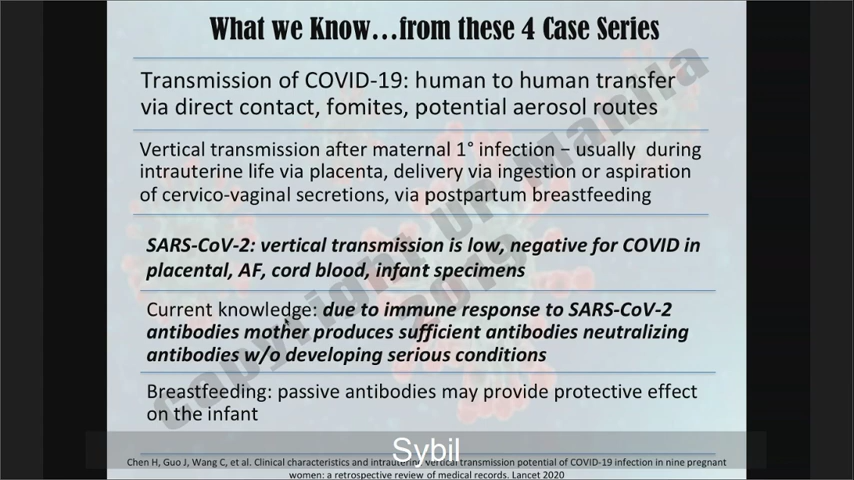 What we Know...from these 4 Case Series
Transmission of COVID-19: human to human transfer
via direct contact, fomites, potential aerosol routes
Vertical transmission after maternal 1° infection – usually during
intrauterine life via placenta, delivery via ingestion or aspiration
of cervico-vaginal secretions, via postpartum breastfeeding
SARS-CoV-2: vertical transmission is low, negative for COVID in
placental, AF, cord blood, infant specimens
Current knowledge: due to immune response to SARS-CoV-2
antibodies mother produces sufficient antibodies neutralizing
antibodies w/o developing serious conditions
Breastfeeding: passive antibodies may provide protective effect
on the infant
Copyright UP Manila
2019
Sybil
Chen H, Guo J, Wang C, et al. Clinical characteristics and intrauterine vertical transmission potential of COVID-19 infection in nine pregnant
women: a retrospective review of medical records. Lancet 2020